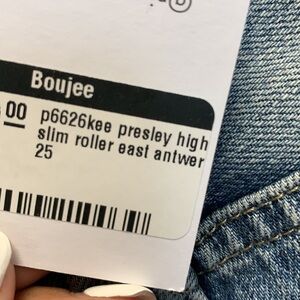 Boujee
00 p6626kee presley high
slim roller east antwer
25